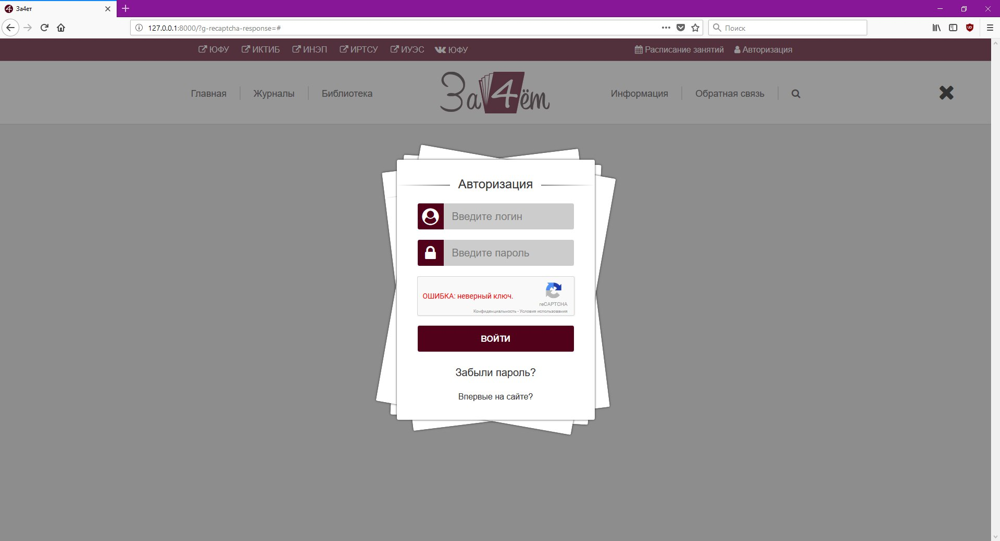 За4ет
127.0.0.1:8000/?g-recaptcha-response=#
Поиск
ЮФУ ИКТИБ ИНЭП ИРТСУ ИУЭС ЮФУ Расписание занятий Авторизация
Главная Журналы Библиотека За4ёт Информация Обратная связь
Авторизация
Введите логин
Введите пароль
ОШИБКА: неверный ключ.
reCAPTCHA
Конфиденциальность - Условия использования
ВОЙТИ
Забыли пароль?
Впервые на сайте?